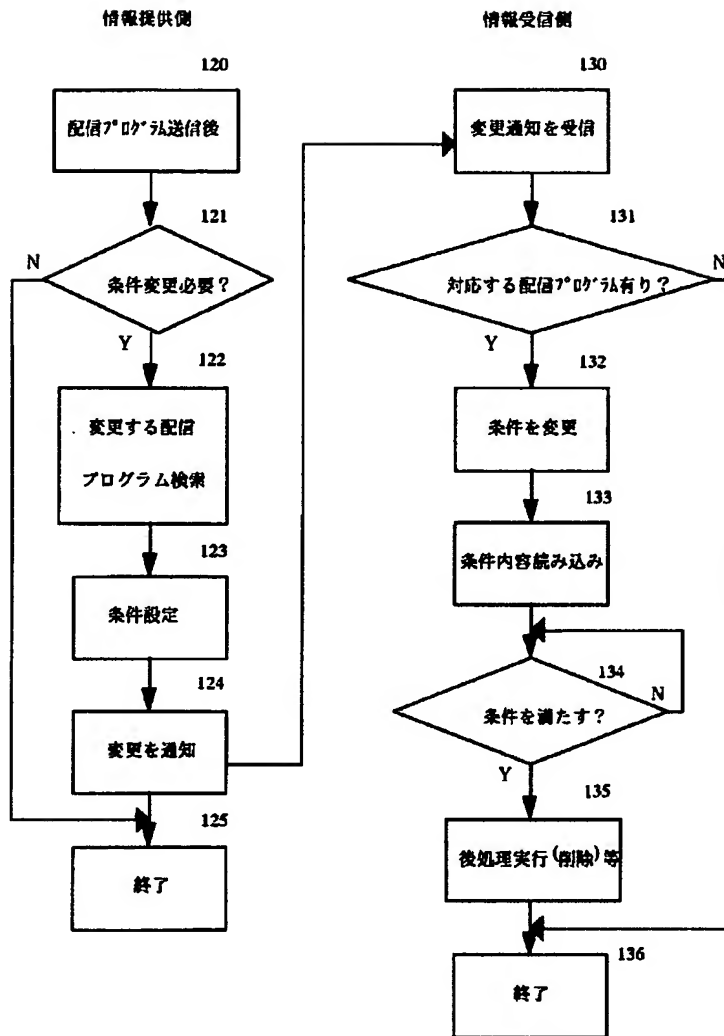 情報提供側
120
配信ﾌﾟﾛｸﾞﾗﾑ送信後
121
N
条件変更必要？
Y
122
変更する配信
プログラム検索
123
条件設定
124
変更を通知
125
終了
情報受信側
130
変更通知を受信
131
N
対応する配信ﾌﾟﾛｸﾞﾗﾑ有り？
Y
132
条件を変更
133
条件内容読み込み
134
N
条件を満たす？
Y
135
後処理実行(削除)等
136
終了